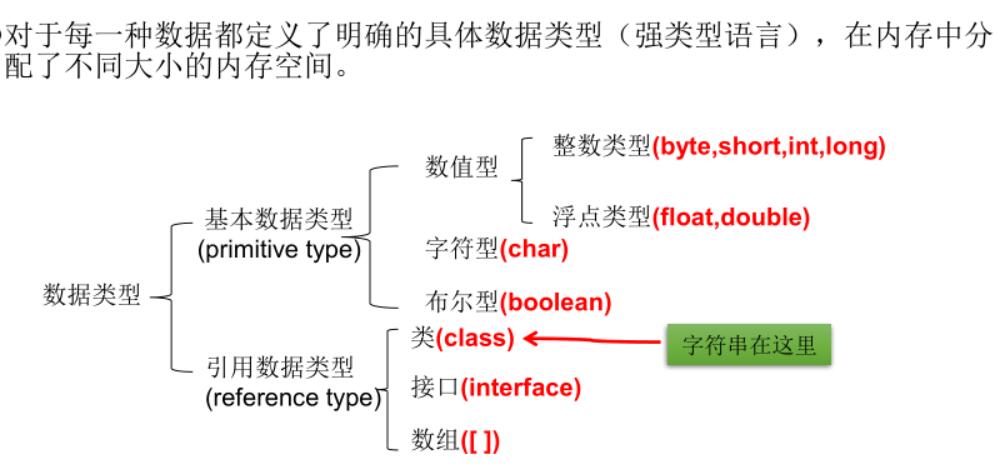 对于每一种数据都定义了明确的具体数据类型（强类型语言），在内存中分
配了不同大小的内存空间。
整数类型(byte,short,int,long)
数值型
浮点类型(float,double)
基本数据类型
(primitive type)
字符型(char)
数据类型
布尔型(boolean)
类(class)
字符串在这里
引用数据类型
(reference type)
接口(interface)
数组([ ])